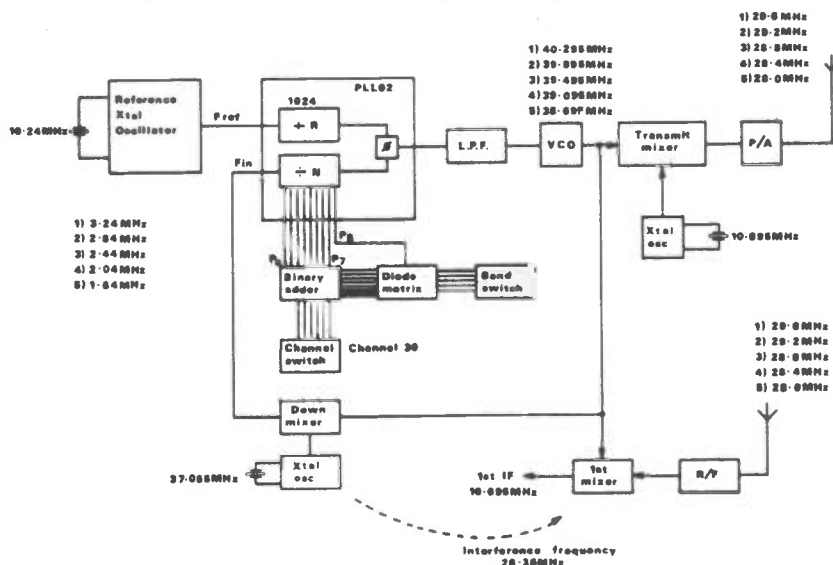 1) 29·6MHz
2) 29·2MHz
3) 28·8MHz
4) 28·4MHz
5) 28·0MHz
1) 40·295MHz
2) 39·895MHz
3) 39·495MHz
4) 39·095MHz
PLL02
1024
Reference
Xtal
Oscillator
Fref
÷ R
10·24MHz
Ø
L.P.F.
VCO
Transmit
mixer
P/A
Fin
÷ N
Xtal
osc
10·695MHz
1) 3·24MHz
2) 2·84MHz
3) 2·44MHz
4) 2·04MHz
5) 1·64MHz
P8
P0
P7
Binary
adder
Diode
matrix
Band
switch
Channel
switch
Channel 30
1) 29·6MHz
2) 29·2MHz
3) 28·8MHz
4) 28·4MHz
5) 28·0MHz
Down
mixer
Xtal
osc
37·055MHz
1st IF
10·695MHz
1st
mixer
R/F
Interference frequency
26·36MHz